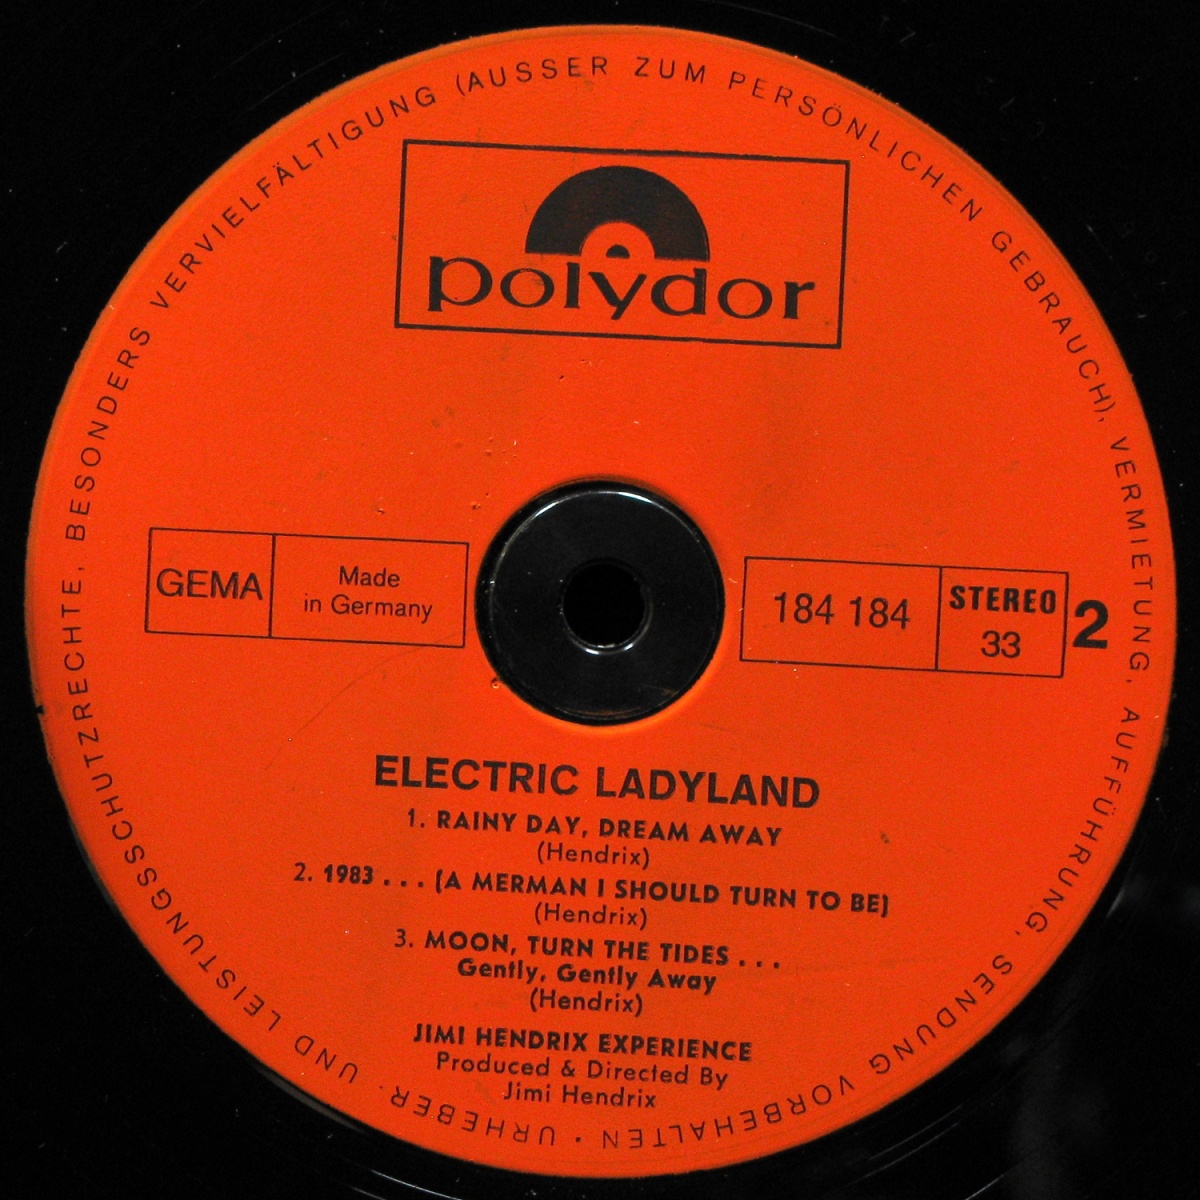 URHEBER- UND LEISTUNGSSCHUTZRECHTE, BESONDERS VERVIELFÄLTIGUNG (AUSSER ZUM PERSÖNLICHEN GEBRAUCH), VERMIETUNG, AUFFÜHRUNG, SENDUNG VORBEHALTEN ·
polydor
GEMA
Made
in Germany
184 184
STEREO
33
2
ELECTRIC LADYLAND
1. RAINY DAY, DREAM AWAY
(Hendrix)
2. 1983 . . . (A MERMAN I SHOULD TURN TO BE)
(Hendrix)
3. MOON, TURN THE TIDES . . .
Gently, Gently Away
(Hendrix)
JIMI HENDRIX EXPERIENCE
Produced & Directed By
Jimi Hendrix